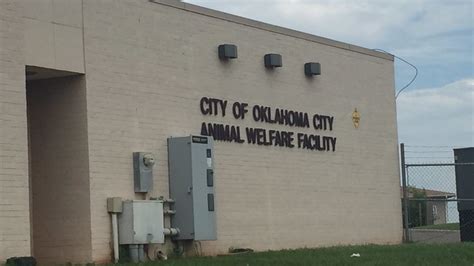 CITY OF OKLAHOMA CITY
ANIMAL WELFARE FACILITY